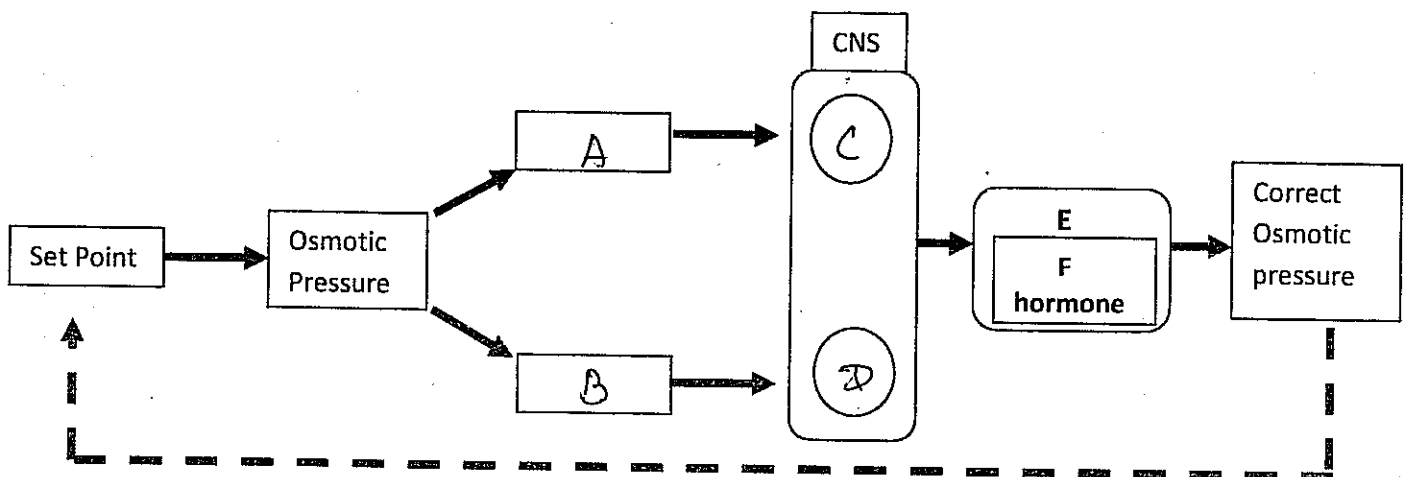 CNS
A
C
Set Point
Osmotic
Pressure
E
F
hormone
Correct
Osmotic
pressure
B
D